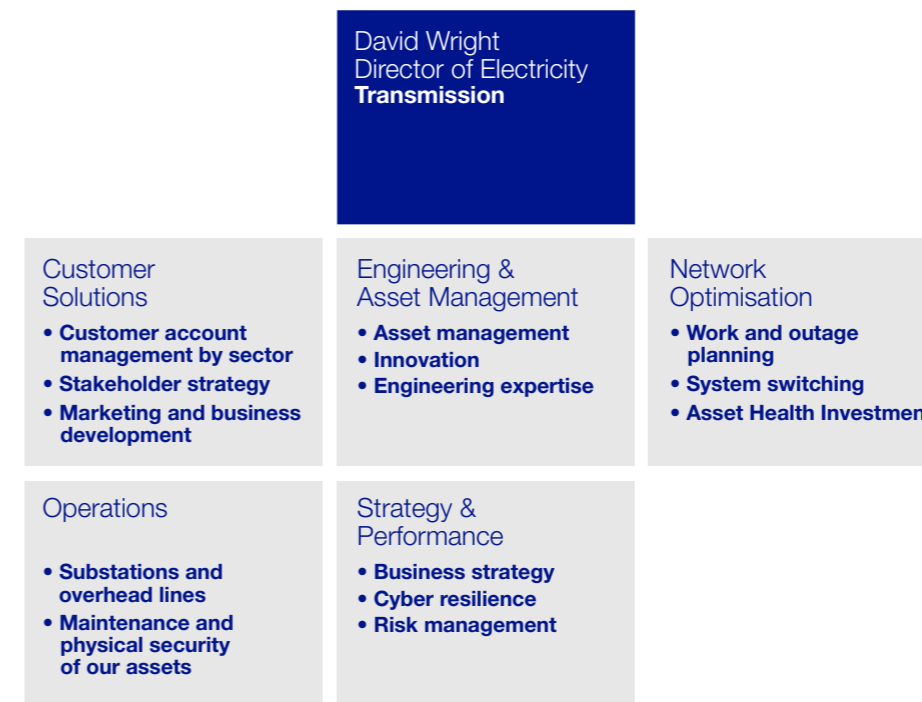 David Wright
Director of Electricity
Transmission
Customer
Solutions
• Customer account
management by sector
• Stakeholder strategy
• Marketing and business
development
Engineering &
Asset Management
• Asset management
• Innovation
• Engineering expertise
Network
Optimisation
• Work and outage
planning
• System switching
• Asset Health Investmen
Operations
• Substations and
overhead lines
• Maintenance and
physical security
of our assets
Strategy &
Performance
• Business strategy
• Cyber resilience
• Risk management